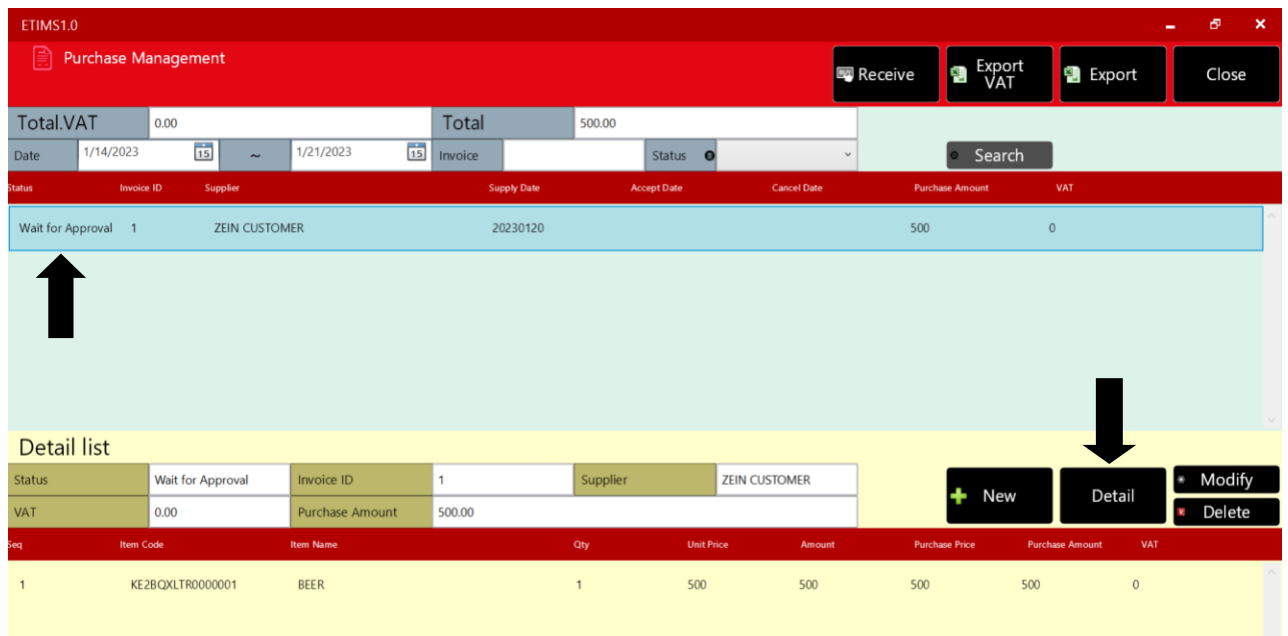 ETIMS1.0
Purchase Management
Receive
Export VAT
Export
Close
Total.VAT 0.00 Total 500.00
Date 1/14/2023 15 ~ 1/21/2023 15 Invoice Status Search
Status Invoice ID Supplier Supply Date Accept Date Cancel Date Purchase Amount VAT
Wait for Approval 1 ZEIN CUSTOMER 20230120 500 0
Detail list
Status Wait for Approval Invoice ID 1 Supplier ZEIN CUSTOMER
VAT 0.00 Purchase Amount 500.00
New
Detail
Modify
Delete
Seq Item Code Item Name Qty Unit Price Amount Purchase Price Purchase Amount VAT
1 KE2BQXLTR0000001 BEER 1 500 500 500 500 0